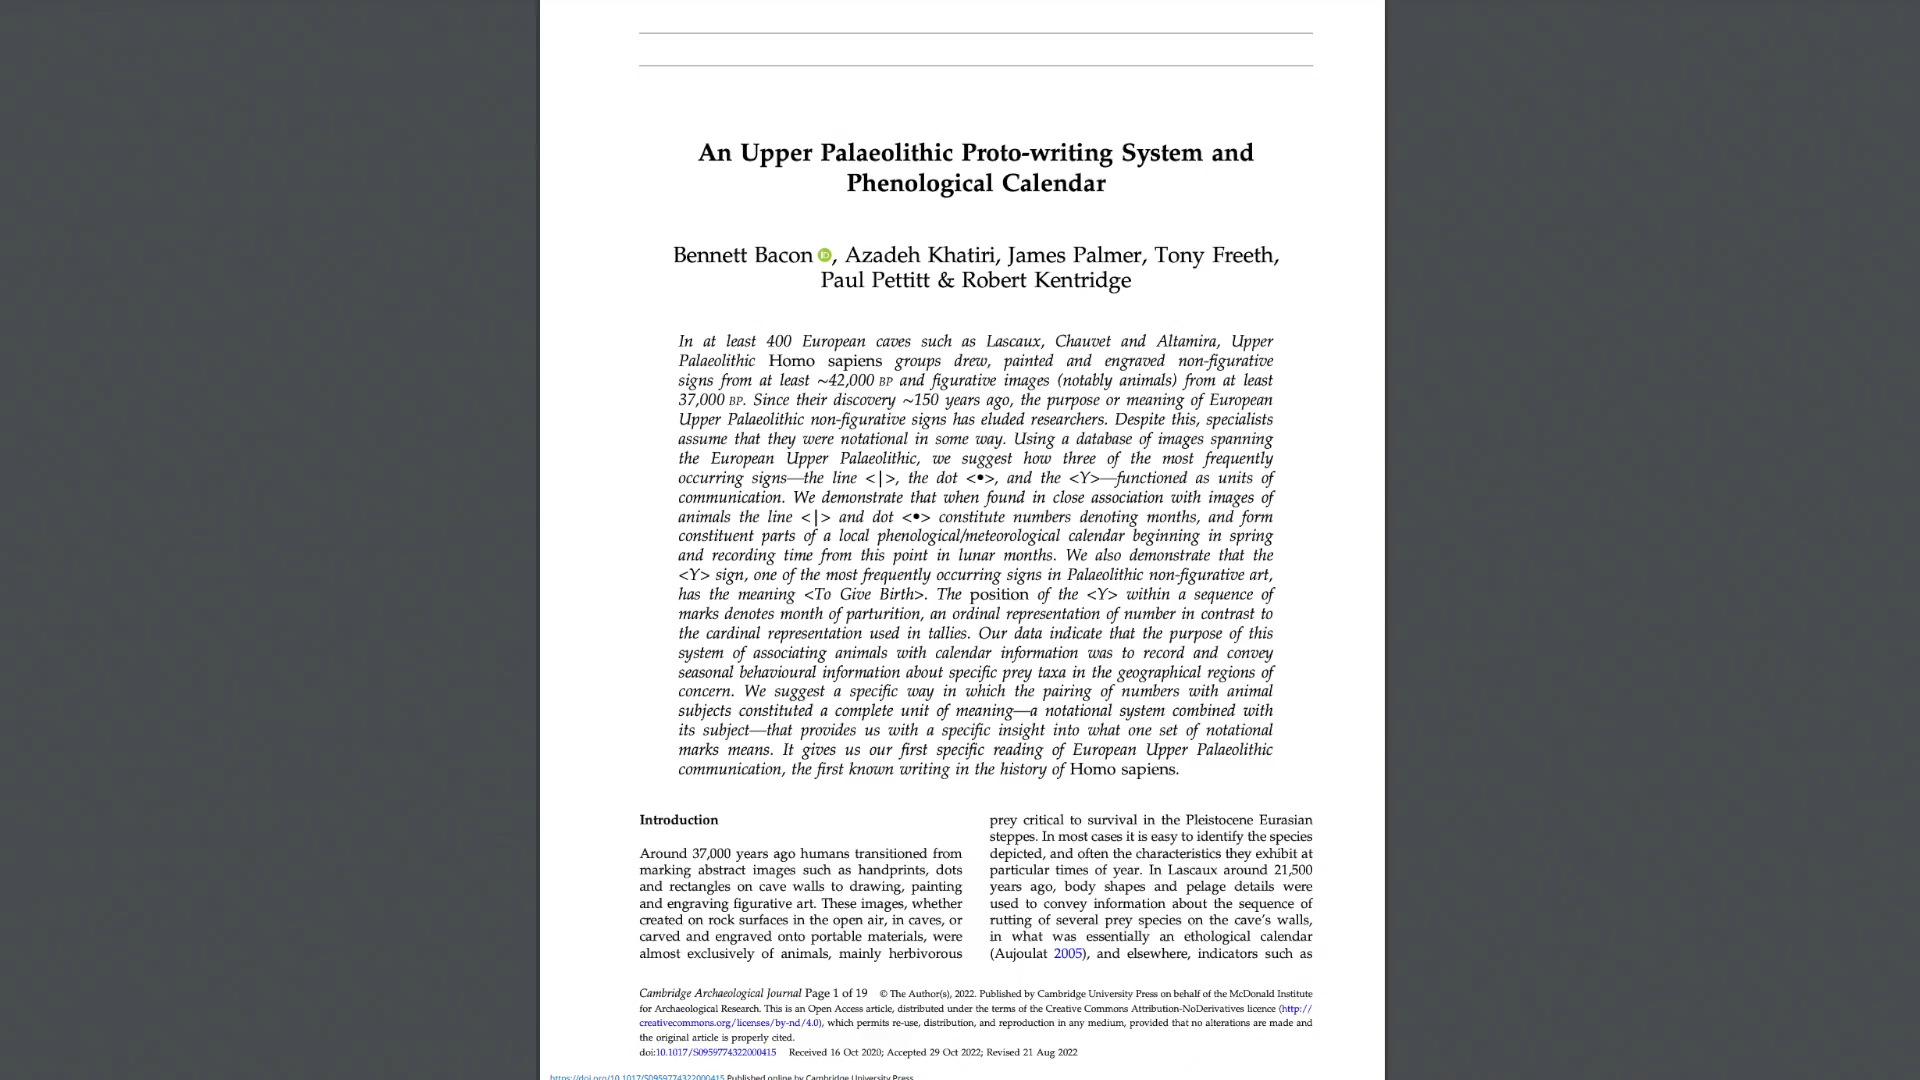 An Upper Palaeolithic Proto-writing System and
Phenological Calendar
Bennett Bacon iD, Azadeh Khatiri, James Palmer, Tony Freeth,
Paul Pettitt & Robert Kentridge
In at least 400 European caves such as Lascaux, Chauvet and Altamira, Upper
Palaeolithic Homo sapiens groups drew, painted and engraved non-figurative
signs from at least ~42,000 BP and figurative images (notably animals) from at least
37,000 BP. Since their discovery ~150 years ago, the purpose or meaning of European
Upper Palaeolithic non-figurative signs has eluded researchers. Despite this, specialists
assume that they were notational in some way. Using a database of images spanning
the European Upper Palaeolithic, we suggest how three of the most frequently
occurring signs—the line <|>, the dot <•>, and the <Y>—functioned as units of
communication. We demonstrate that when found in close association with images of
animals the line <|> and dot <•> constitute numbers denoting months, and form
constituent parts of a local phenological/meteorological calendar beginning in spring
and recording time from this point in lunar months. We also demonstrate that the
<Y> sign, one of the most frequently occurring signs in Palaeolithic non-figurative art,
has the meaning <To Give Birth>. The position of the <Y> within a sequence of
marks denotes month of parturition, an ordinal representation of number in contrast to
the cardinal representation used in tallies. Our data indicate that the purpose of this
system of associating animals with calendar information was to record and convey
seasonal behavioural information about specific prey taxa in the geographical regions of
concern. We suggest a specific way in which the pairing of numbers with animal
subjects constituted a complete unit of meaning—a notational system combined with
its subject—that provides us with a specific insight into what one set of notational
marks means. It gives us our first specific reading of European Upper Palaeolithic
communication, the first known writing in the history of Homo sapiens.
Introduction
Around 37,000 years ago humans transitioned from
marking abstract images such as handprints, dots
and rectangles on cave walls to drawing, painting
and engraving figurative art. These images, whether
created on rock surfaces in the open air, in caves, or
carved and engraved onto portable materials, were
almost exclusively of animals, mainly herbivorous
prey critical to survival in the Pleistocene Eurasian
steppes. In most cases it is easy to identify the species
depicted, and often the characteristics they exhibit at
particular times of year. In Lascaux around 21,500
years ago, body shapes and pelage details were
used to convey information about the sequence of
rutting of several prey species on the cave's walls,
in what was essentially an ethological calendar
(Aujoulat 2005), and elsewhere, indicators such as
Cambridge Archaeological Journal Page 1 of 19 © The Author(s), 2022. Published by Cambridge University Press on behalf of the McDonald Institute
for Archaeological Research. This is an Open Access article, distributed under the terms of the Creative Commons Attribution-NoDerivatives licence (http://
creativecommons.org/licenses/by-nd/4.0), which permits re-use, distribution, and reproduction in any medium, provided that no alterations are made and
the original article is properly cited.
doi:10.1017/S0959774322000415 Received 16 Oct 2020; Accepted 29 Oct 2022; Revised 21 Aug 2022
https://doi.org/10.1017/S0959774322000415 Published online by Cambridge University Press